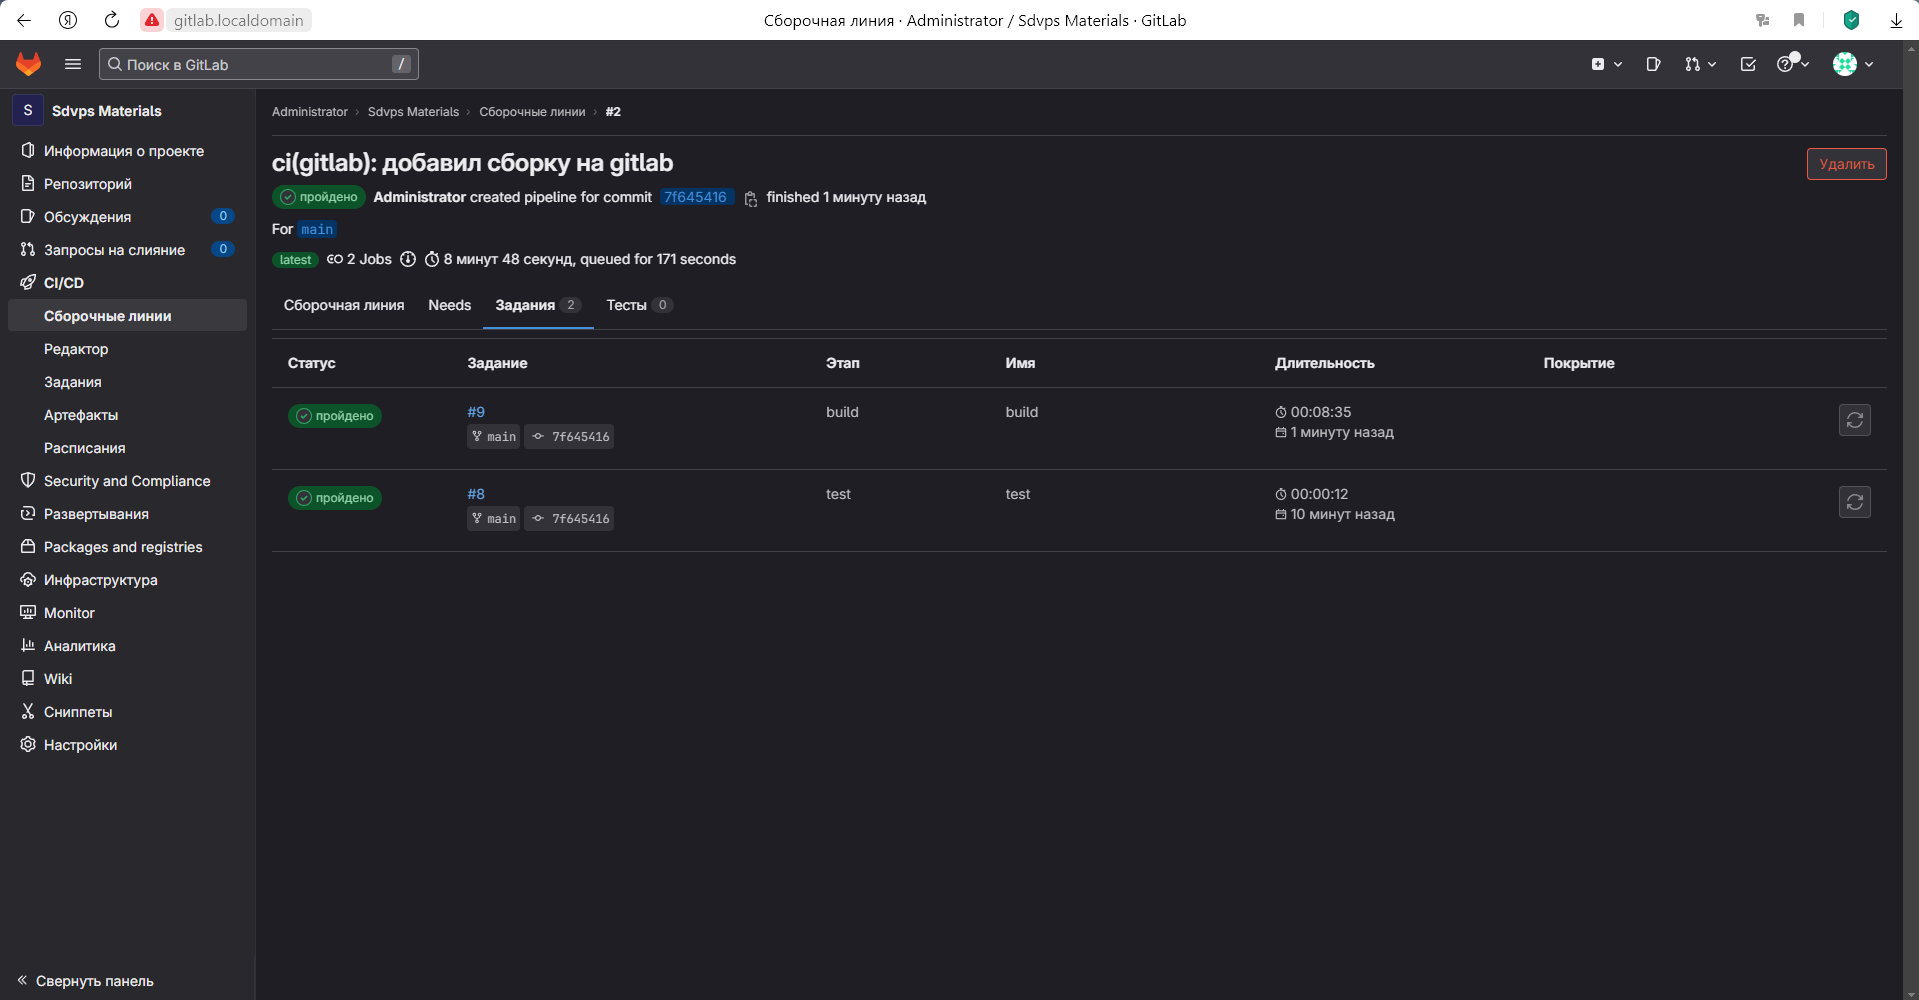 gitlab.localdomain
Сборочная линия · Administrator / Sdvps Materials · GitLab
Поиск в GitLab /
S Sdvps Materials
Информация о проекте
Репозиторий
Обсуждения 0
Запросы на слияние 0
CI/CD
Сборочные линии
Редактор
Задания
Артефакты
Расписания
Security and Compliance
Развертывания
Packages and registries
Инфраструктура
Monitor
Аналитика
Wiki
Сниппеты
Настройки
Свернуть панель
Administrator › Sdvps Materials › Сборочные линии › #2
ci(gitlab): добавил сборку на gitlab
Удалить
пройдено Administrator created pipeline for commit 7f645416 finished 1 минуту назад
For main
latest 2 Jobs 8 минут 48 секунд, queued for 171 seconds
Сборочная линия Needs Задания 2 Тесты 0
Статус Задание Этап Имя Длительность Покрытие
пройдено #9 build build 00:08:35
main 7f645416 1 минуту назад
пройдено #8 test test 00:00:12
main 7f645416 10 минут назад